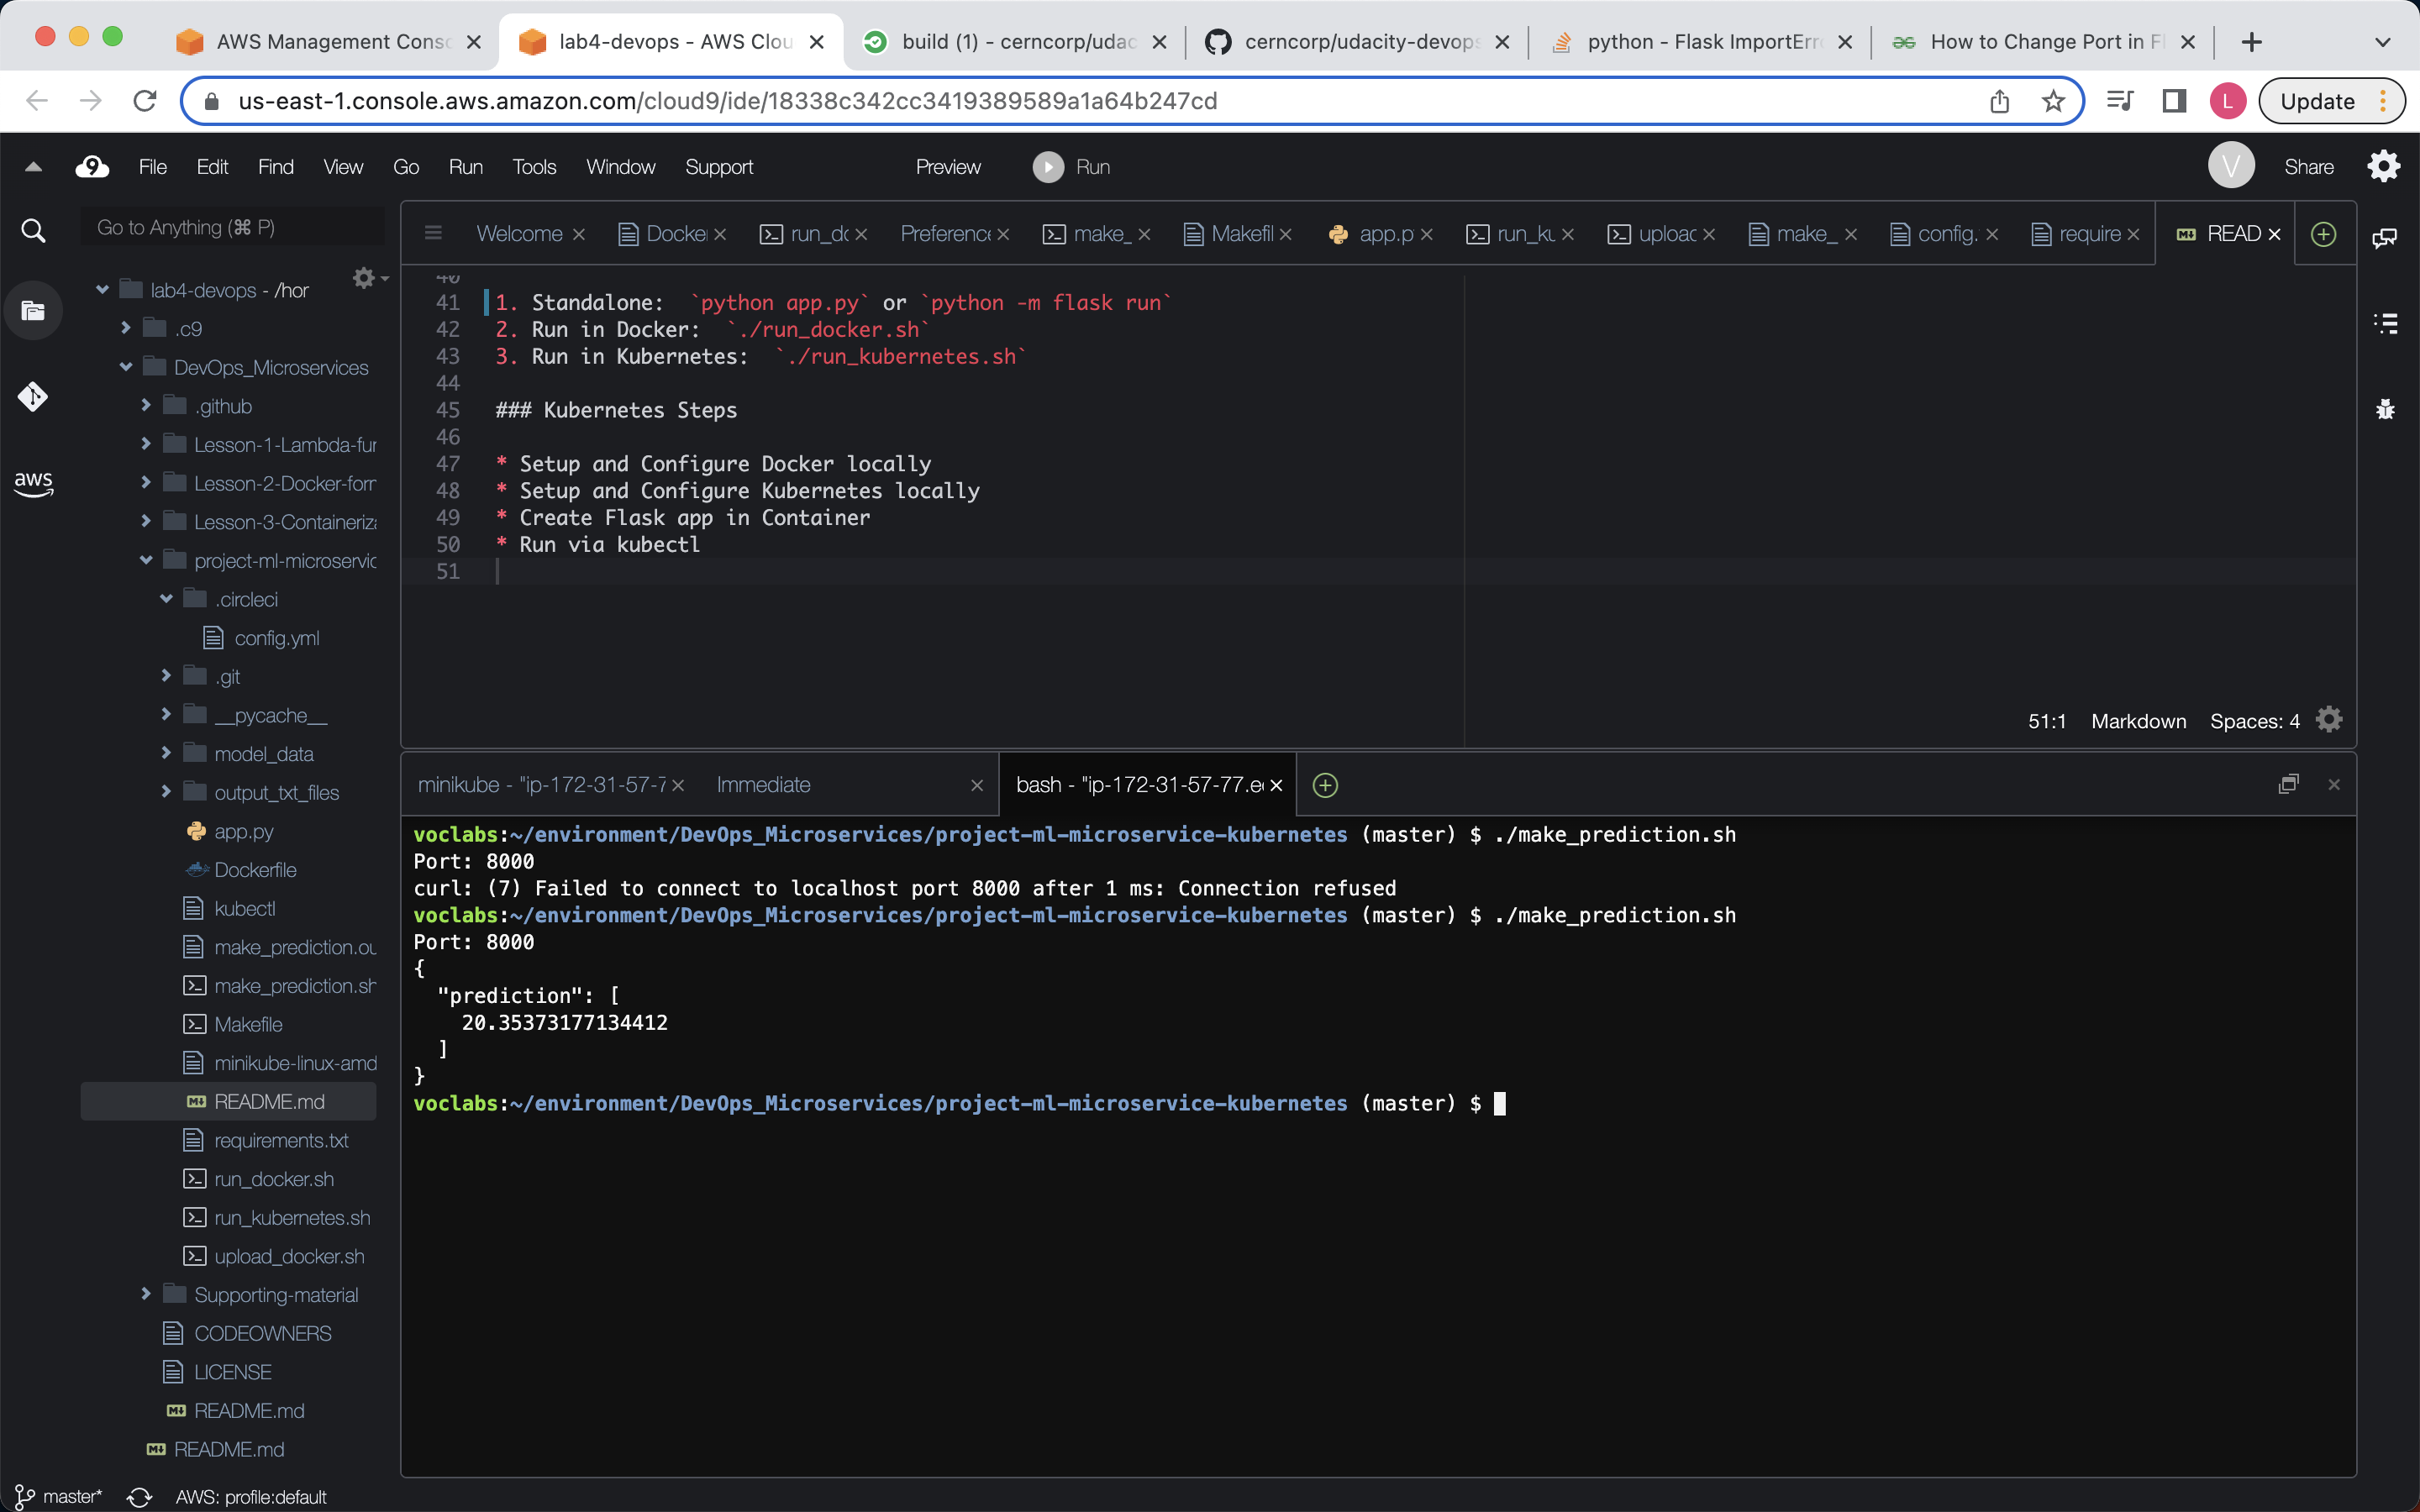 AWS Management Consc
lab4-devops - AWS Clou
build (1) - cerncorp/udac
cerncorp/udacity-devops
python - Flask ImportErro
How to Change Port in Fl
us-east-1.console.aws.amazon.com/cloud9/ide/18338c342cc3419389589a1a64b247cd
L
Update
9
File Edit Find View Go Run Tools Window Support Preview Run
V
Share
Go to Anything (⌘ P)
Welcome
Docker
run_do
Preference
make_
Makefil
app.p
run_ku
upload
make_
config.
require
READ
lab4-devops - /hor
.c9
DevOps_Microservices
.github
Lesson-1-Lambda-fur
Lesson-2-Docker-forr
Lesson-3-Containeriza
project-ml-microservic
.circleci
config.yml
.git
__pycache__
model_data
output_txt_files
app.py
Dockerfile
kubectl
make_prediction.ou
make_prediction.sh
Makefile
minikube-linux-amd
README.md
requirements.txt
run_docker.sh
run_kubernetes.sh
upload_docker.sh
Supporting-material
CODEOWNERS
LICENSE
README.md
README.md
aws
40
41 1. Standalone:  `python app.py` or `python -m flask run`
42 2. Run in Docker:  `./run_docker.sh`
43 3. Run in Kubernetes:  `./run_kubernetes.sh`
44
45 ### Kubernetes Steps
46
47 * Setup and Configure Docker locally
48 * Setup and Configure Kubernetes locally
49 * Create Flask app in Container
50 * Run via kubectl
51
51:1 Markdown Spaces: 4
minikube - "ip-172-31-57-7
Immediate
bash - "ip-172-31-57-77.e
voclabs:~/environment/DevOps_Microservices/project-ml-microservice-kubernetes (master) $ ./make_prediction.sh
Port: 8000
curl: (7) Failed to connect to localhost port 8000 after 1 ms: Connection refused
voclabs:~/environment/DevOps_Microservices/project-ml-microservice-kubernetes (master) $ ./make_prediction.sh
Port: 8000
{
  "prediction": [
    20.35373177134412
  ]
}
voclabs:~/environment/DevOps_Microservices/project-ml-microservice-kubernetes (master) $
master*
AWS: profile:default